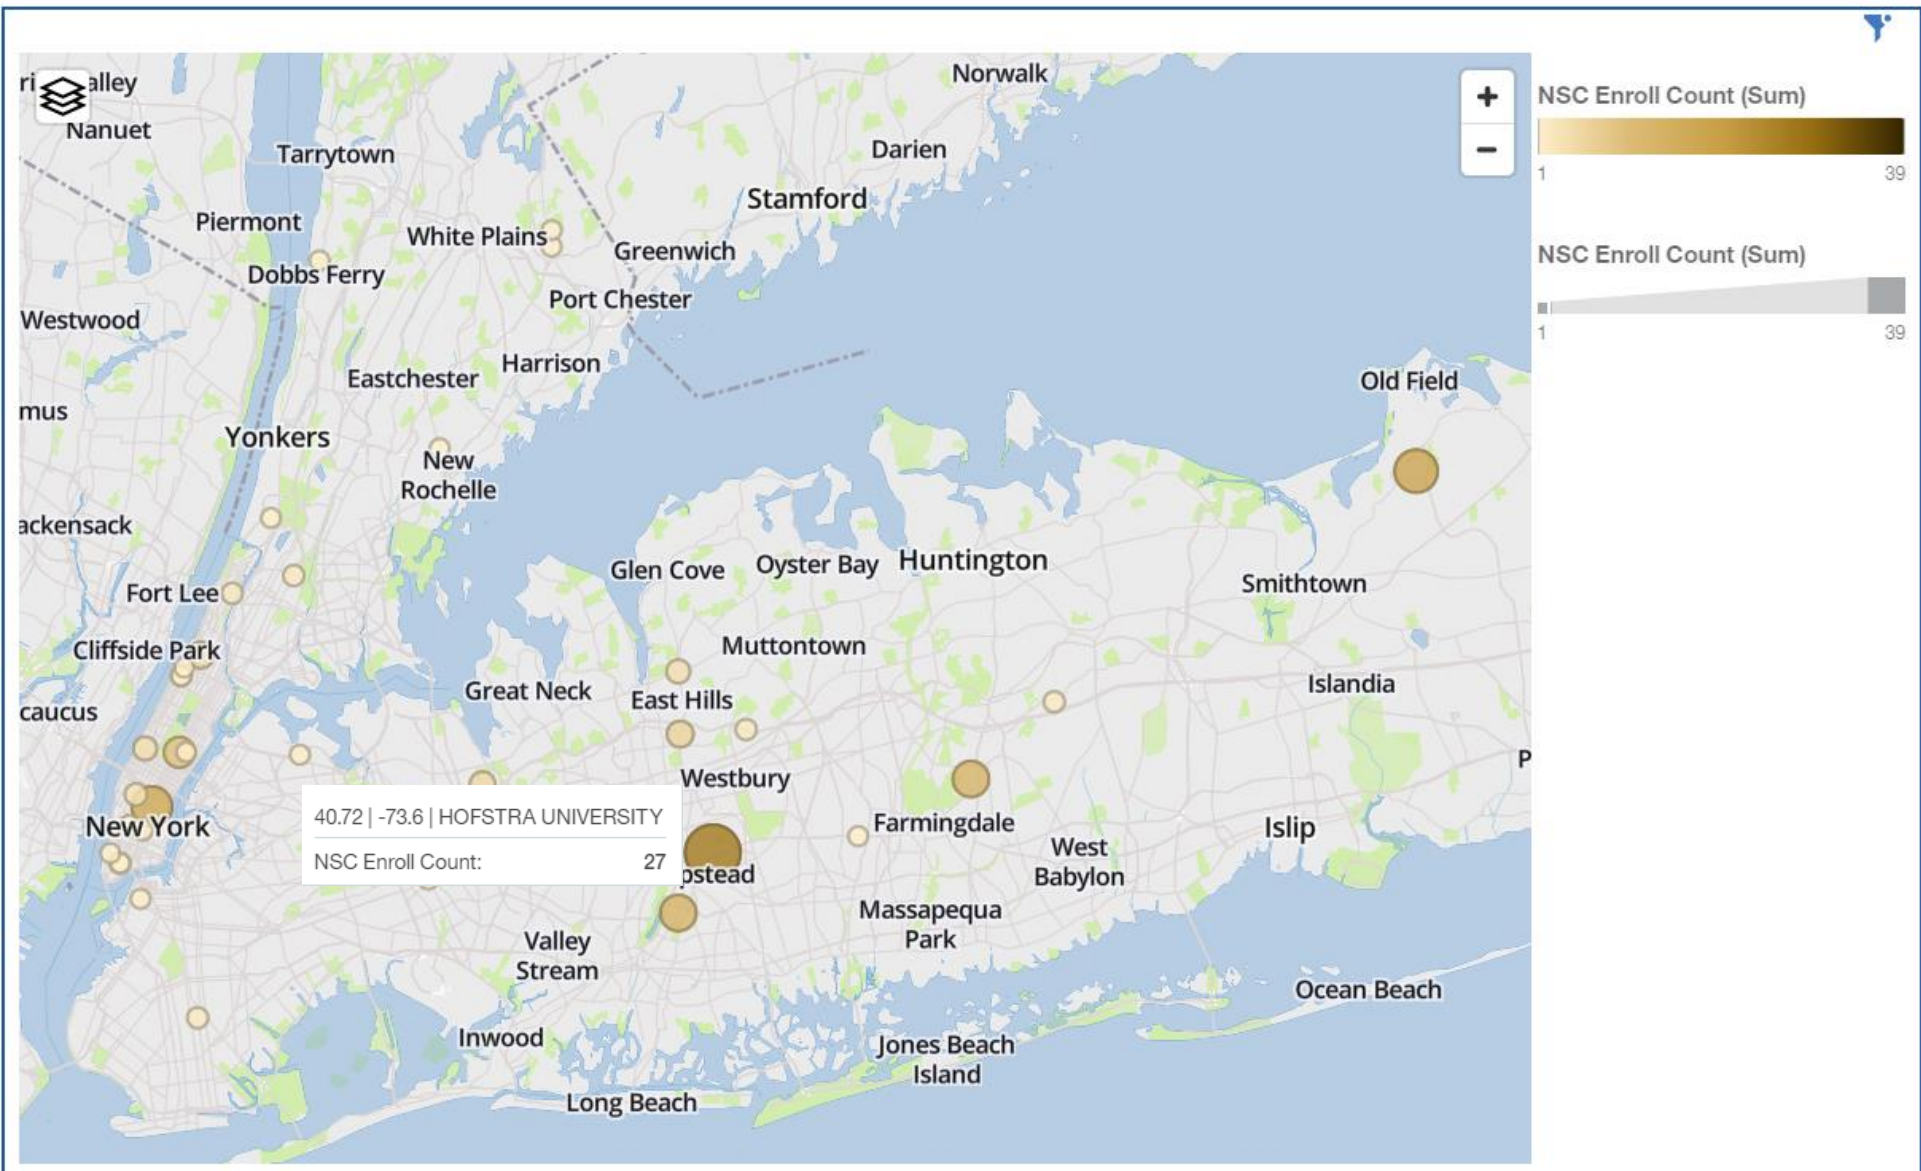 Norwalk
ri alley
Nanuet
Tarrytown
Darien
Stamford
Piermont
White Plains
Greenwich
Dobbs Ferry
Port Chester
Westwood
Harrison
Eastchester
Old Field
mus
Yonkers
New
Rochelle
ackensack
Glen Cove
Oyster Bay
Huntington
Smithtown
Fort Lee
Cliffside Park
Muttontown
Great Neck
East Hills
Islandia
caucus
P
Westbury
Farmingdale
New York
Islip
West
Babylon
pstead
Massapequa
Park
Valley
Stream
Ocean Beach
Inwood
Jones Beach
Island
Long Beach
40.72 | -73.6 | HOFSTRA UNIVERSITY
NSC Enroll Count: 27
+
−
NSC Enroll Count (Sum)
1 39
NSC Enroll Count (Sum)
1 39